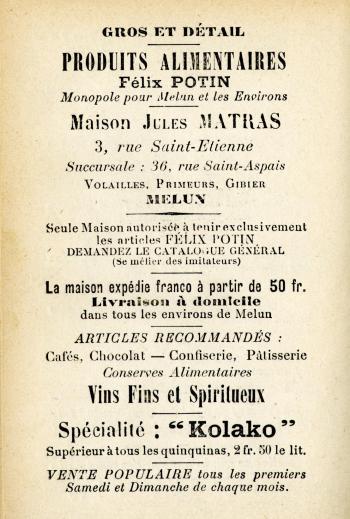 GROS ET DÉTAIL
PRODUITS ALIMENTAIRES
Félix POTIN
Monopole pour Melun et les Environs
Maison JULES MATRAS
3, rue Saint-Etienne
Succursale : 36, rue Saint-Aspais
VOLAILLES, PRIMEURS, GIBIER
MELUN
Seule Maison autorisée à tenir exclusivement
les articles FÉLIX POTIN
DEMANDEZ LE CATALOGUE GÉNÉRAL
(Se méfier des imitateurs)
La maison expédie franco à partir de 50 fr.
Livraison à domicile
dans tous les environs de Melun
ARTICLES RECOMMANDÉS :
Cafés, Chocolat — Confiserie, Pâtisserie
Conserves Alimentaires
Vins Fins et Spiritueux
Spécialité : “Kolako”
Supérieur à tous les quinquinas, 2 fr. 50 le lit.
VENTE POPULAIRE tous les premiers
Samedi et Dimanche de chaque mois.